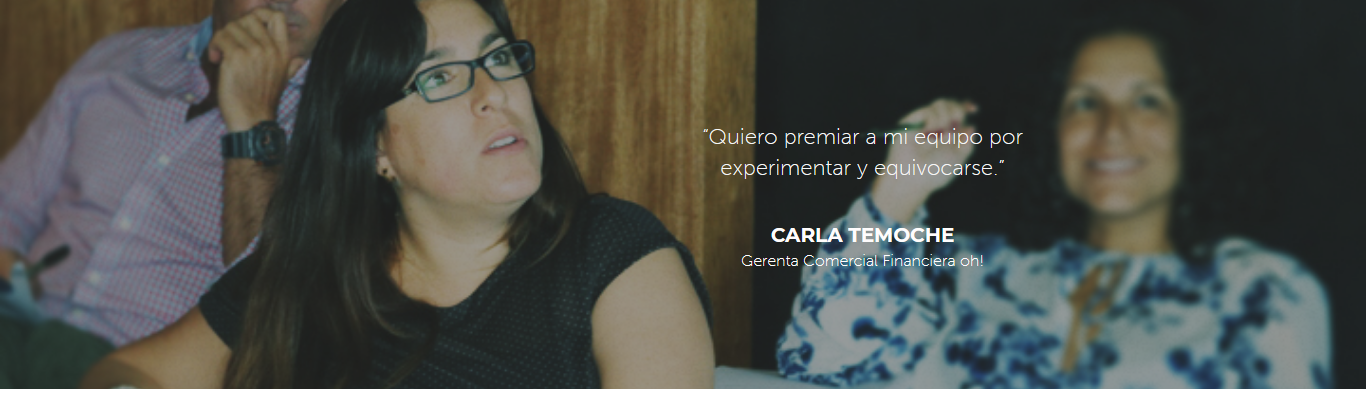 “Quiero premiar a mi equipo por
experimentar y equivocarse.”
CARLA TEMOCHE
Gerenta Comercial Financiera oh!